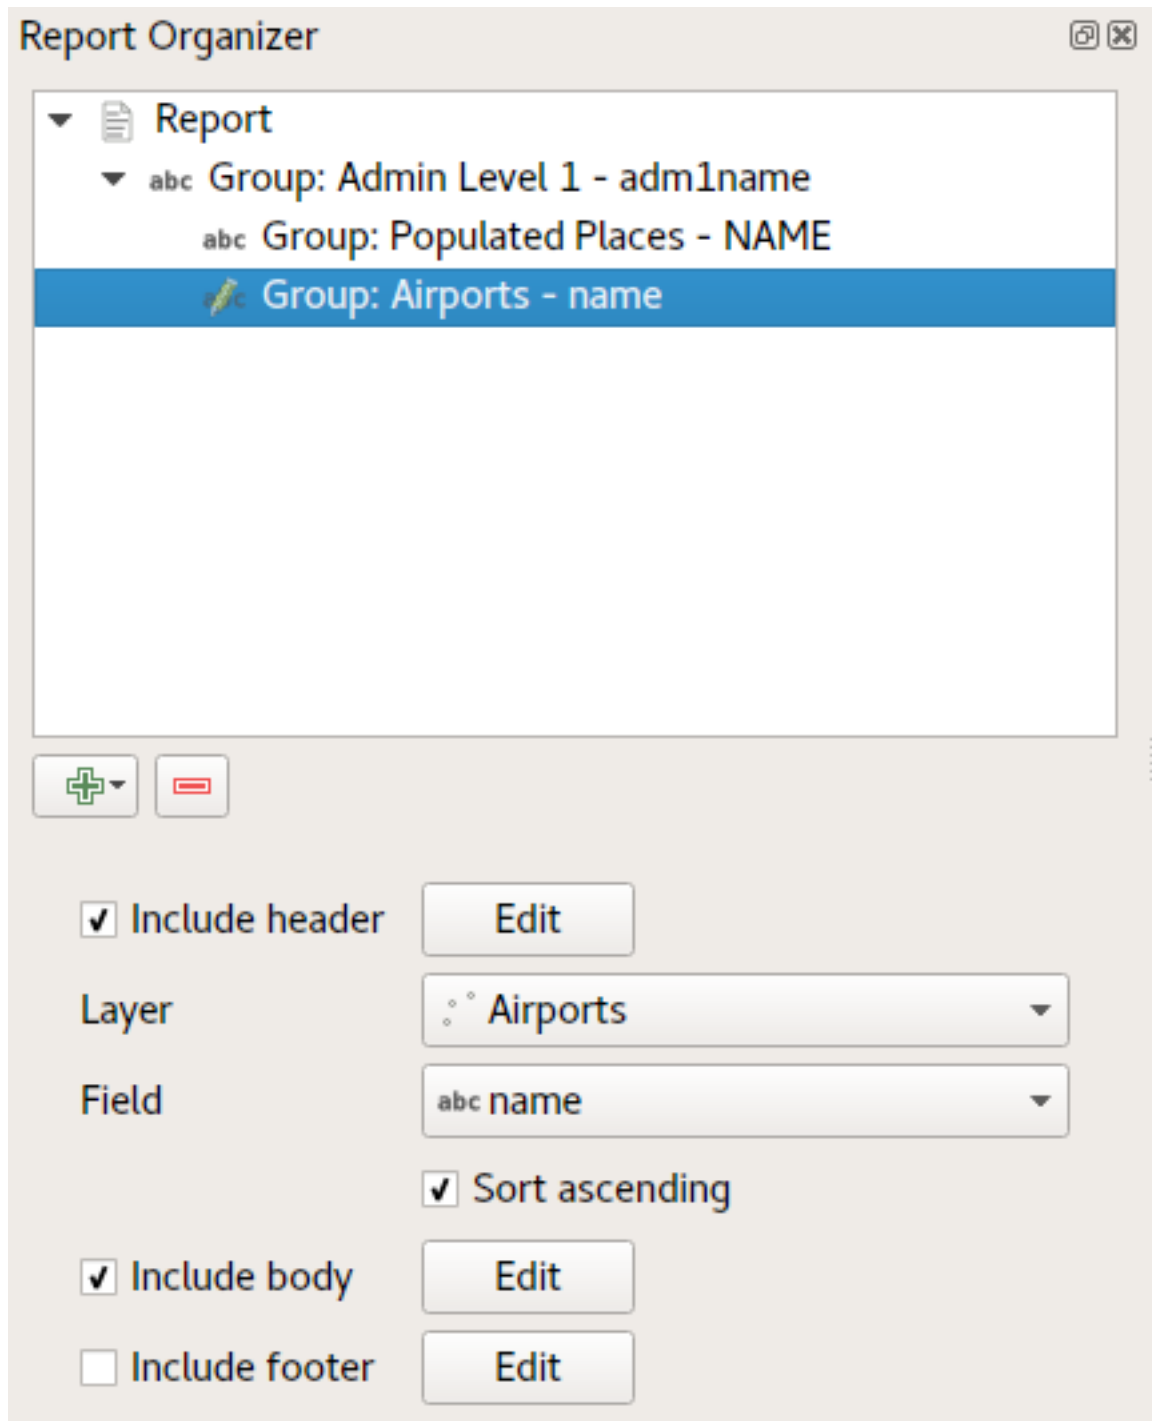 Report Organizer
Report
abc Group: Admin Level 1 - adm1name
abc Group: Populated Places - NAME
Group: Airports - name
Include header Edit
Layer Airports
Field abc name
Sort ascending
Include body Edit
Include footer Edit